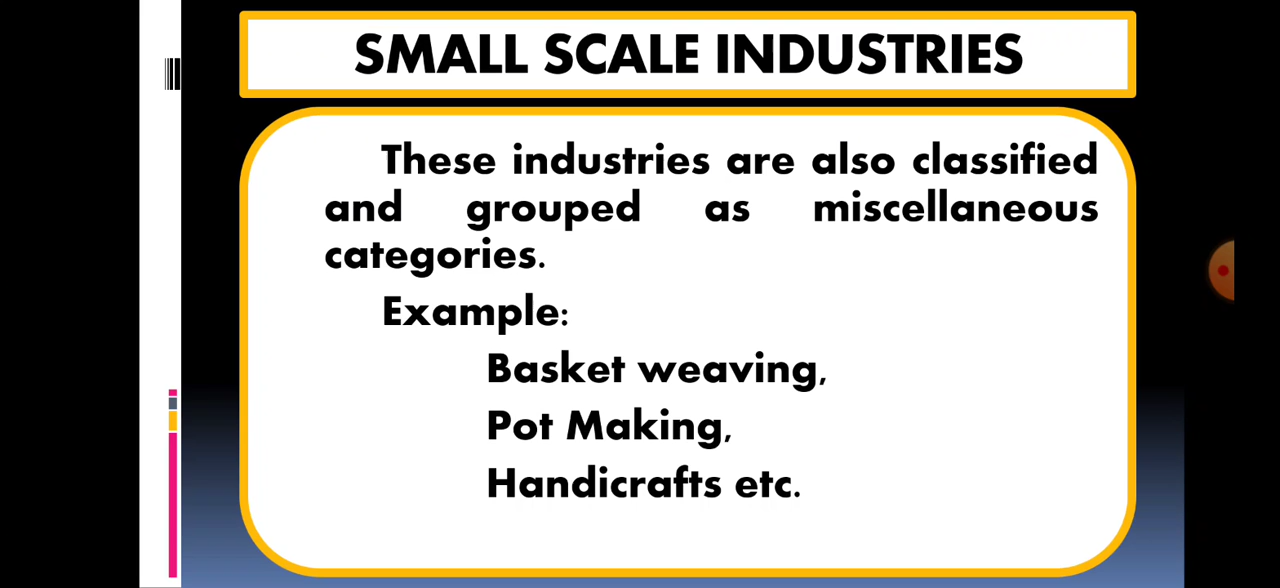 SMALL SCALE INDUSTRIES
These industries are also classified
and grouped as miscellaneous
categories.
Example:
Basket weaving,
Pot Making,
Handicrafts etc.